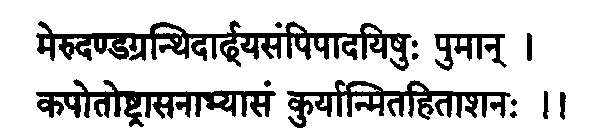 मेरुदण्डग्रन्थिदार्ढ्यसंपिपादयिषुः पुमान् ।
कपोतोष्ट्रासनाभ्यासं कुर्यान्मितहिताशनः ।।